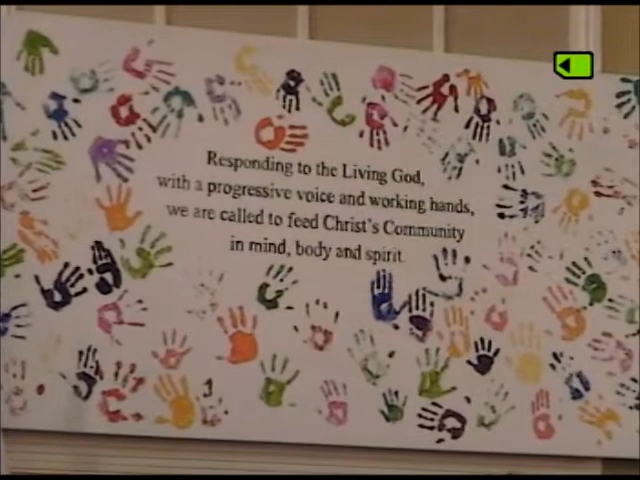 Responding to the Living God,
with a progressive voice and working hands,
we are called to feed Christ's Community
in mind, body and spirit.